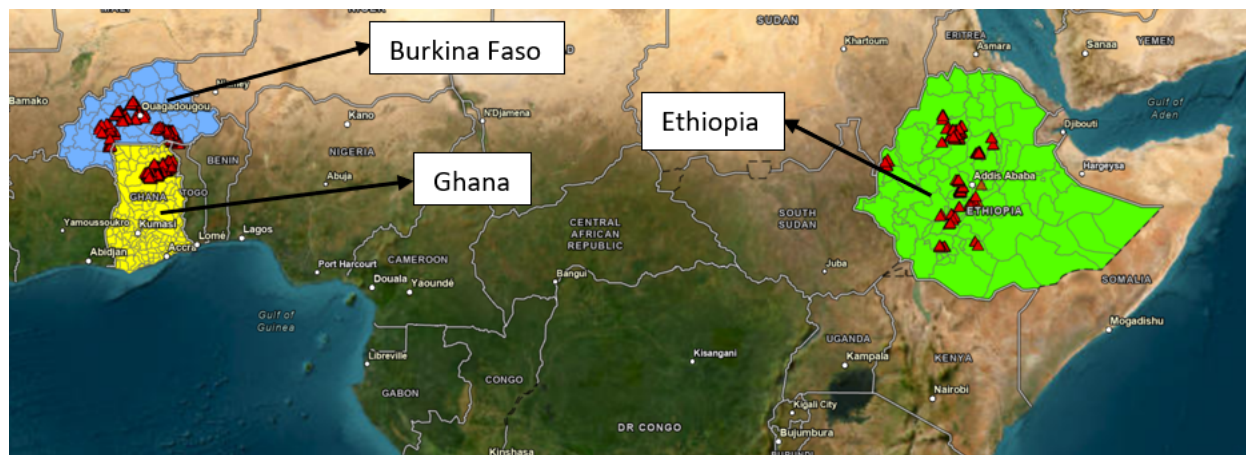 SUDAN
Khartoum
ERITREA
Asmara
Sanaa
YEMEN
Burkina Faso
Bamako
Ouagadougou
Niamey
Kano
N'Djamena
Gulf of
Aden
Djibouti
Ethiopia
Hargeysa
BENIN
NIGERIA
Abuja
Addis Ababa
Ghana
GHANA
TOGO
ETHIOPIA
CENTRAL
AFRICAN
REPUBLIC
SOUTH
SUDAN
Yamoussoukro
Kumasi
Lomé
Lagos
Abidjan
Accra
CAMEROON
Port Harcourt
Douala
Yaoundé
Bangui
Juba
SOMALIA
Gulf of
Guinea
Mogadishu
Libreville
Kisangani
UGANDA
Kampala
KENYA
GABON
CONGO
Nairobi
Kigali City
DR CONGO
Bujumbura
BURUNDI
Kinshasa